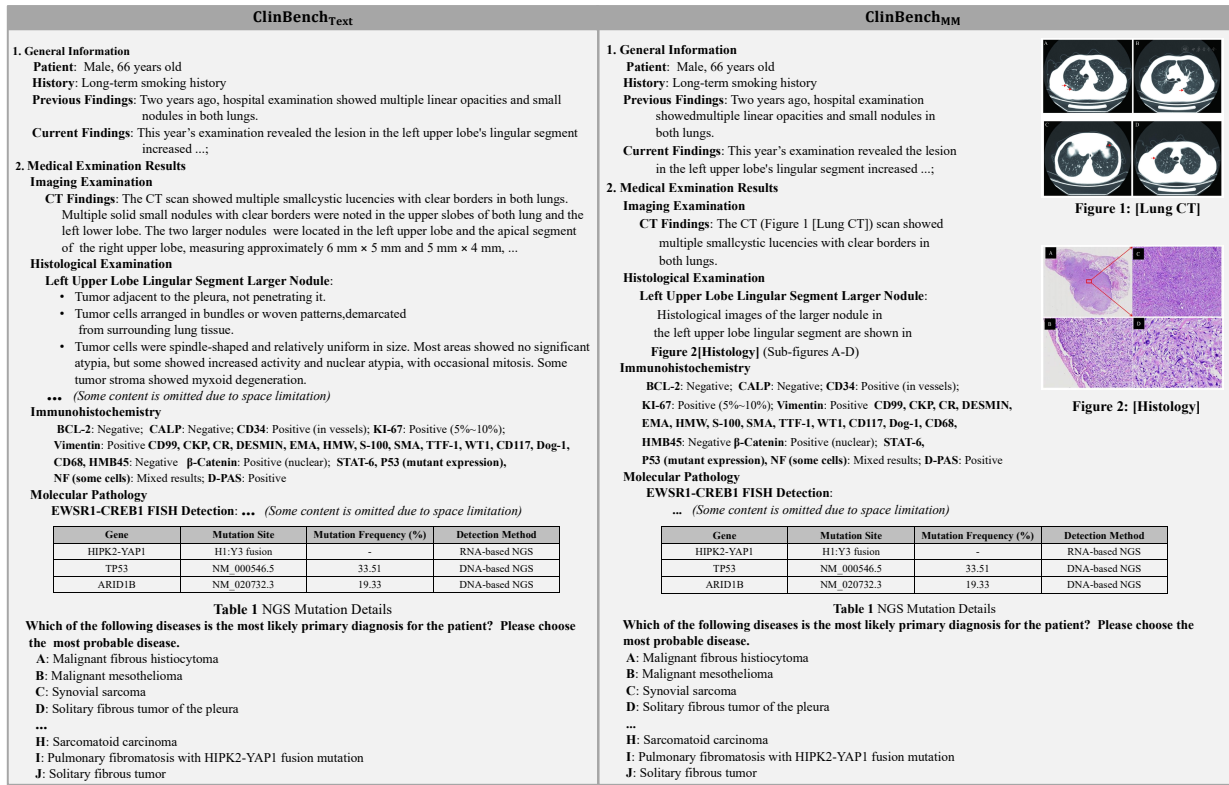 ClinBenchText
1. General Information
Patient: Male, 66 years old
History: Long-term smoking history
Previous Findings: Two years ago, hospital examination showed multiple linear opacities and small
nodules in both lungs.
Current Findings: This year's examination revealed the lesion in the left upper lobe's lingular segment
increased ...;
2. Medical Exmination Results
Imaging Examination
CT Findings: The CT scan showed multiple smallcystic lucencies with clear borders in both lungs.
Multiple solid small nodules with clear borders were noted in the upper slobes of both lung and the
left lower lobe. The two larger nodules were located in the left upper lobe and the apical segment
of the right upper lobe, measuring approximately 6 mm × 5 mm and 5 mm × 4 mm, ...
Histological Examination
Left Upper Lobe Lingular Segment Larger Nodule:
• Tumor adjacent to the pleura, not penetrating it.
• Tumor cells arranged in bundles or woven patterns,demarcated
from surrounding lung tissue.
• Tumor cells were spindle-shaped and relatively uniform in size. Most areas showed no significant
atypia, but some showed increased activity and nuclear atypia, with occasional mitosis. Some
tumor stroma showed myxoid degeneration.
... (Some content is omitted due to space limitation)
Immunohistochemistry
BCL-2: Negative; CALP: Negative; CD34: Positive (in vessels); KI-67: Positive (5%~10%);
Vimentin: Positive CD99, CKP, CR, DESMIN, EMA, HMW, S-100, SMA, TTF-1, WT1, CD117, Dog-1,
CD68, HMB45: Negative β-Catenin: Positive (nuclear); STAT-6, P53 (mutant expression),
NF (some cells): Mixed results; D-PAS: Positive
Molecular Pathology
EWSR1-CREB1 FISH Detection: ... (Some content is omitted due to space limitation)
Gene Mutation Site Mutation Frequency (%) Detection Method
HIPK2-YAP1 H1:Y3 fusion - RNA-based NGS
TP53 NM_000546.5 33.51 DNA-based NGS
ARID1B NM_020732.3 19.33 DNA-based NGS
Table 1 NGS Mutation Details
Which of the following diseases is the most likely primary diagnosis for the patient? Please choose
the most probable disease.
A: Malignant fibrous histiocytoma
B: Malignant mesothelioma
C: Synovial sarcoma
D: Solitary fibrous tumor of the pleura
...
H: Sarcomatoid carcinoma
I: Pulmonary fibromatosis with HIPK2-YAP1 fusion mutation
J: Solitary fibrous tumor
ClinBenchMM
1. General Information
Patient: Male, 66 years old
History: Long-term smoking history
Previous Findings: Two years ago, hospital examination
showedmultiple linear opacities and small nodules in
both lungs.
Current Findings: This year's examination revealed the lesion
in the left upper lobe's lingular segment increased ...;
2. Medical Exmination Results
Imaging Examination
CT Findings: The CT (Figure 1 [Lung CT]) scan showed
multiple smallcystic lucencies with clear borders in
both lungs.
Histological Examination
Left Upper Lobe Lingular Segment Larger Nodule:
Histological images of the larger nodule in
the left upper lobe lingular segment are shown in
Figure 2[Histology] (Sub-figures A-D)
Immunohistochemistry
BCL-2: Negative; CALP: Negative; CD34: Positive (in vessels);
KI-67: Positive (5%~10%); Vimentin: Positive CD99, CKP, CR, DESMIN,
EMA, HMW, S-100, SMA, TTF-1, WT1, CD117, Dog-1, CD68,
HMB45: Negative β-Catenin: Positive (nuclear); STAT-6,
P53 (mutant expression), NF (some cells): Mixed results; D-PAS: Positive
Molecular Pathology
EWSR1-CREB1 FISH Detection:
... (Some content is omitted due to space limitation)
Gene Mutation Site Mutation Frequency (%) Detection Method
HIPK2-YAP1 H1:Y3 fusion - RNA-based NGS
TP53 NM_000546.5 33.51 DNA-based NGS
ARID1B NM_020732.3 19.33 DNA-based NGS
Table 1 NGS Mutation Details
Which of the following diseases is the most likely primary diagnosis for the patient? Please choose the
most probable disease.
A: Malignant fibrous histiocytoma
B: Malignant mesothelioma
C: Synovial sarcoma
D: Solitary fibrous tumor of the pleura
...
H: Sarcomatoid carcinoma
I: Pulmonary fibromatosis with HIPK2-YAP1 fusion mutation
J: Solitary fibrous tumor
A B
C D
Figure 1: [Lung CT]
A C
B D
Figure 2: [Histology]